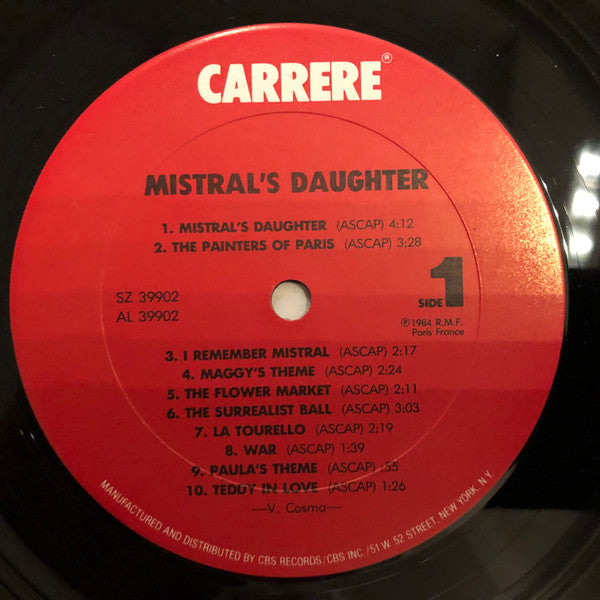 CARRERE®
MISTRAL'S DAUGHTER
1. MISTRAL'S DAUGHTER (ASCAP) 4:12
2. THE PAINTERS OF PARIS (ASCAP) 3:28
SZ 39902
AL 39902
SIDE 1
℗ 1984 R.M.F.
Paris France
3. I REMEMBER MISTRAL (ASCAP) 2:17
4. MAGGY'S THEME (ASCAP) 2:24
5. THE FLOWER MARKET (ASCAP) 2:11
6. THE SURREALIST BALL (ASCAP) 3:03
7. LA TOURELLO (ASCAP) 2:19
8. WAR (ASCAP) 1:39
9. PAULA'S THEME (ASCAP) :55
10. TEDDY IN LOVE (ASCAP) 1:26
—V. Cosma—
MANUFACTURED AND DISTRIBUTED BY CBS RECORDS/CBS INC./51 W 52 STREET, NEW YORK, N.Y.